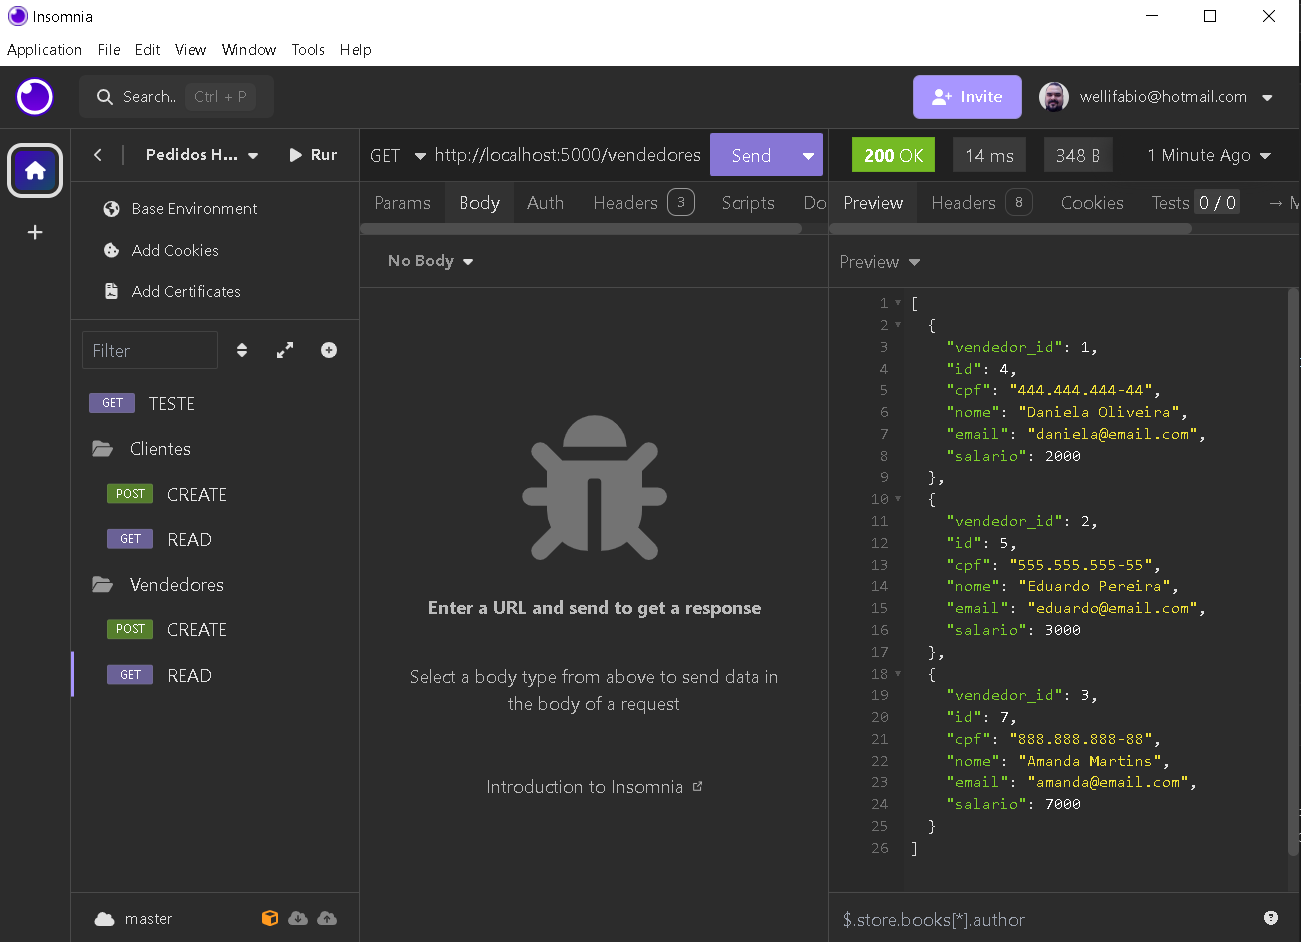 Insomnia
Application File Edit View Window Tools Help
Search.. Ctrl + P
Invite
wellifabio@hotmail.com
Pedidos H...
Run
GET http://localhost:5000/vendedores Send
200 OK 14 ms 348 B 1 Minute Ago
Base Environment
Add Cookies
Add Certificates
Filter
GET TESTE
Clientes
POST CREATE
GET READ
Vendedores
POST CREATE
GET READ
master
Params Body Auth Headers 3 Scripts Do
No Body
Enter a URL and send to get a response
Select a body type from above to send data in
the body of a request
Introduction to Insomnia
Preview Headers 8 Cookies Tests 0 / 0 → M
Preview
1 [
2 {
3 "vendedor_id": 1,
4 "id": 4,
5 "cpf": "444.444.444-44",
6 "nome": "Daniela Oliveira",
7 "email": "daniela@email.com",
8 "salario": 2000
9 },
10 {
11 "vendedor_id": 2,
12 "id": 5,
13 "cpf": "555.555.555-55",
14 "nome": "Eduardo Pereira",
15 "email": "eduardo@email.com",
16 "salario": 3000
17 },
18 {
19 "vendedor_id": 3,
20 "id": 7,
21 "cpf": "888.888.888-88",
22 "nome": "Amanda Martins",
23 "email": "amanda@email.com",
24 "salario": 7000
25 }
26 ]
$.store.books[*].author